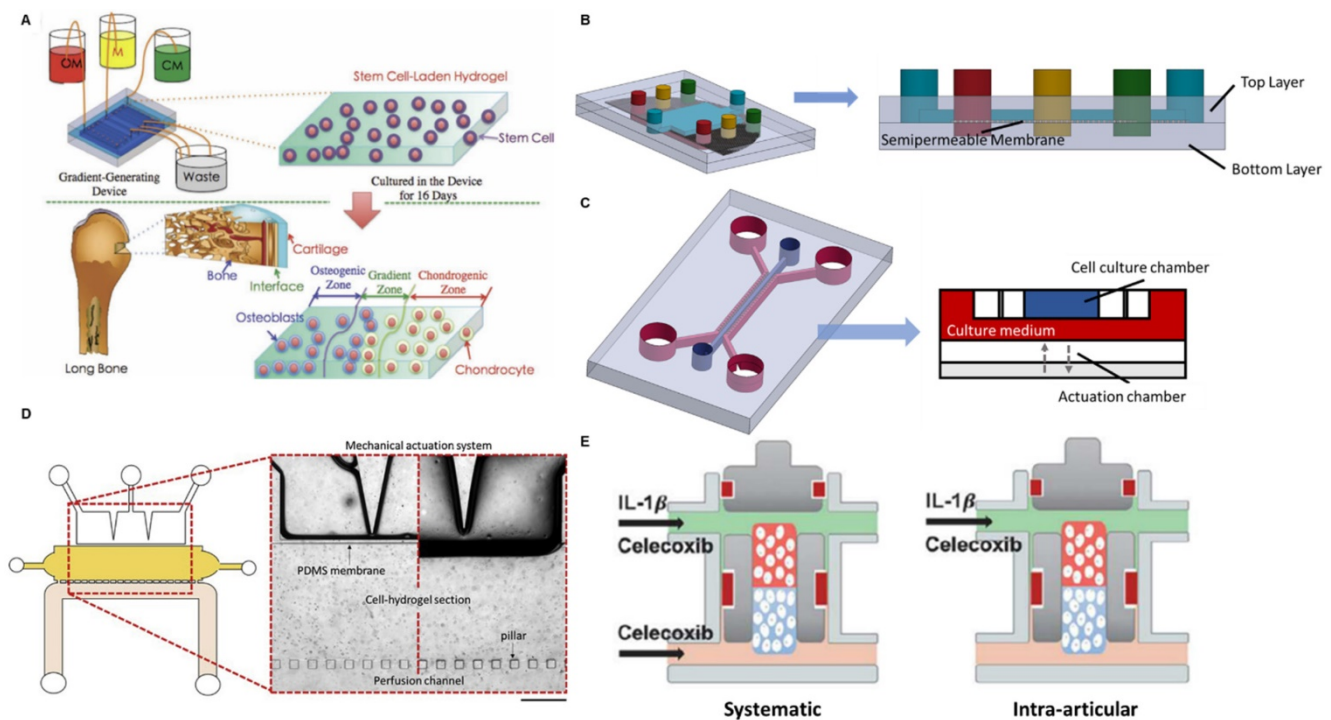 A
OM
M
CM
Stem Cell-Laden Hydrogel
Stem Cell
Waste
Gradient-Generating
Device
Cultured in the Device
for 16 Days
Cartilage
Bone
Interface
Long Bone
Osteogenic
Zone
Gradient
Zone
Chondrogenic
Zone
Osteoblasts
Chondrocyte
B
Top Layer
Semipermeable Membrane
Bottom Layer
C
Cell culture chamber
Culture medium
Actuation chamber
D
Mechanical actuation system
PDMS membrane
Cell-hydrogel section
pillar
Perfusion channel
E
IL-1β
Celecoxib
Celecoxib
Systematic
IL-1β
Celecoxib
Intra-articular